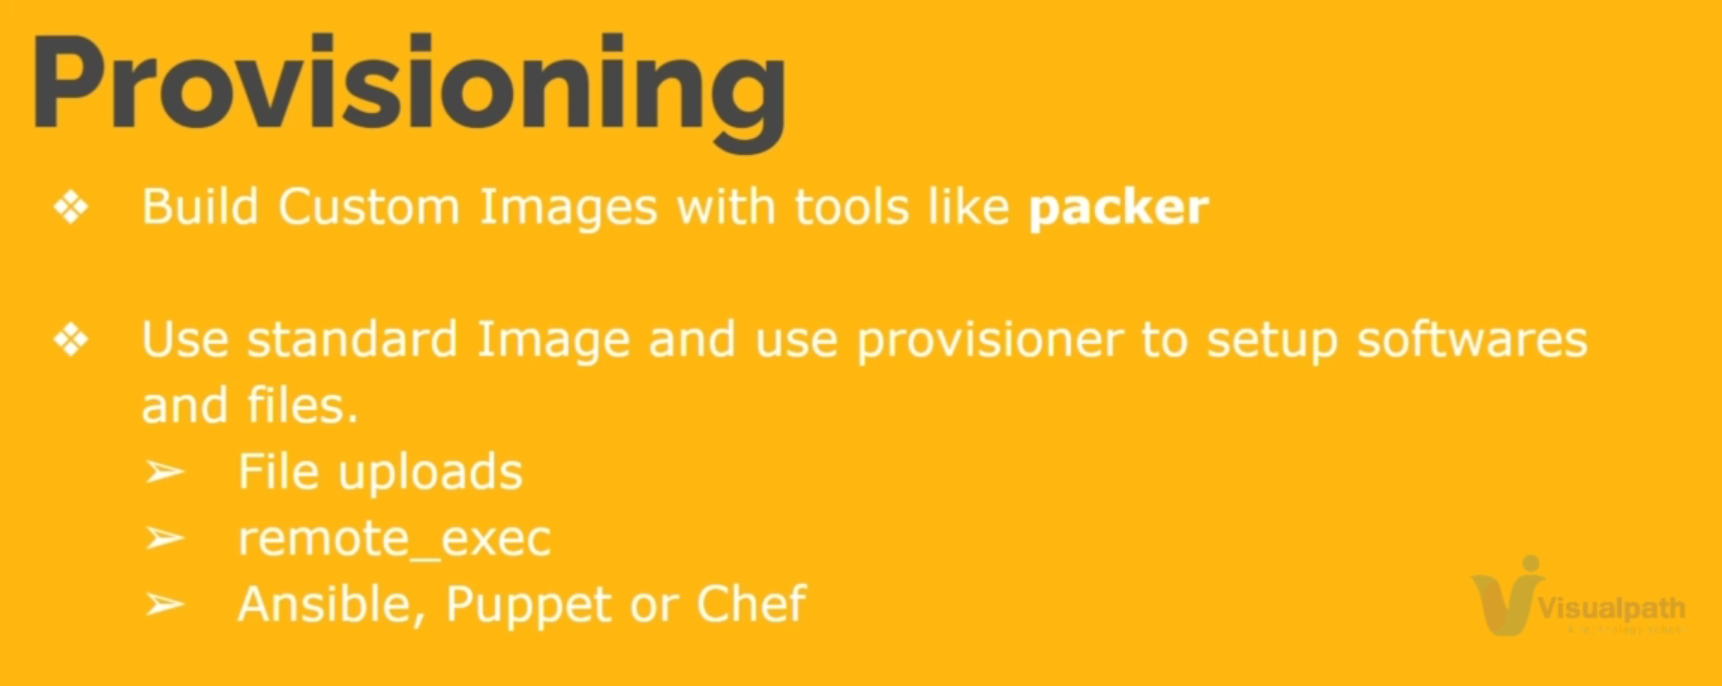 Provisioning
❖ Build Custom Images with tools like packer
❖ Use standard Image and use provisioner to setup softwares
and files.
➢ File uploads
➢ remote_exec
➢ Ansible, Puppet or Chef
Visualpath